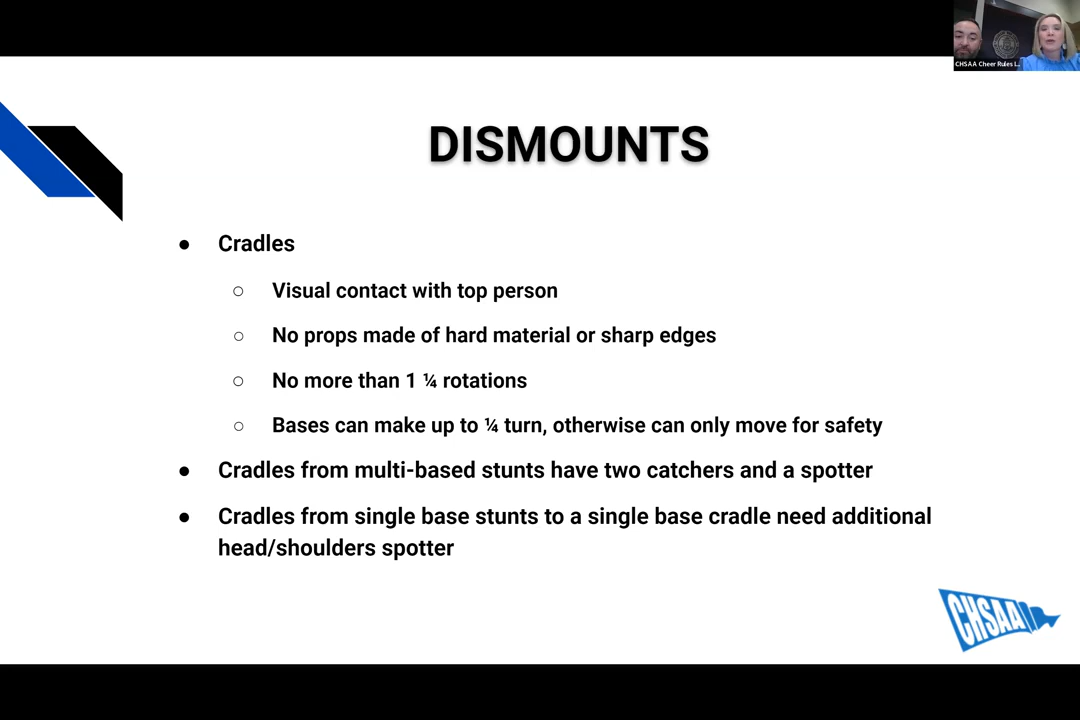 CHSAA Cheer Rules I...
DISMOUNTS
● Cradles
○ Visual contact with top person
○ No props made of hard material or sharp edges
○ No more than 1 ¼ rotations
○ Bases can make up to ¼ turn, otherwise can only move for safety
● Cradles from multi-based stunts have two catchers and a spotter
● Cradles from single base stunts to a single base cradle need additional
head/shoulders spotter
CHSAA